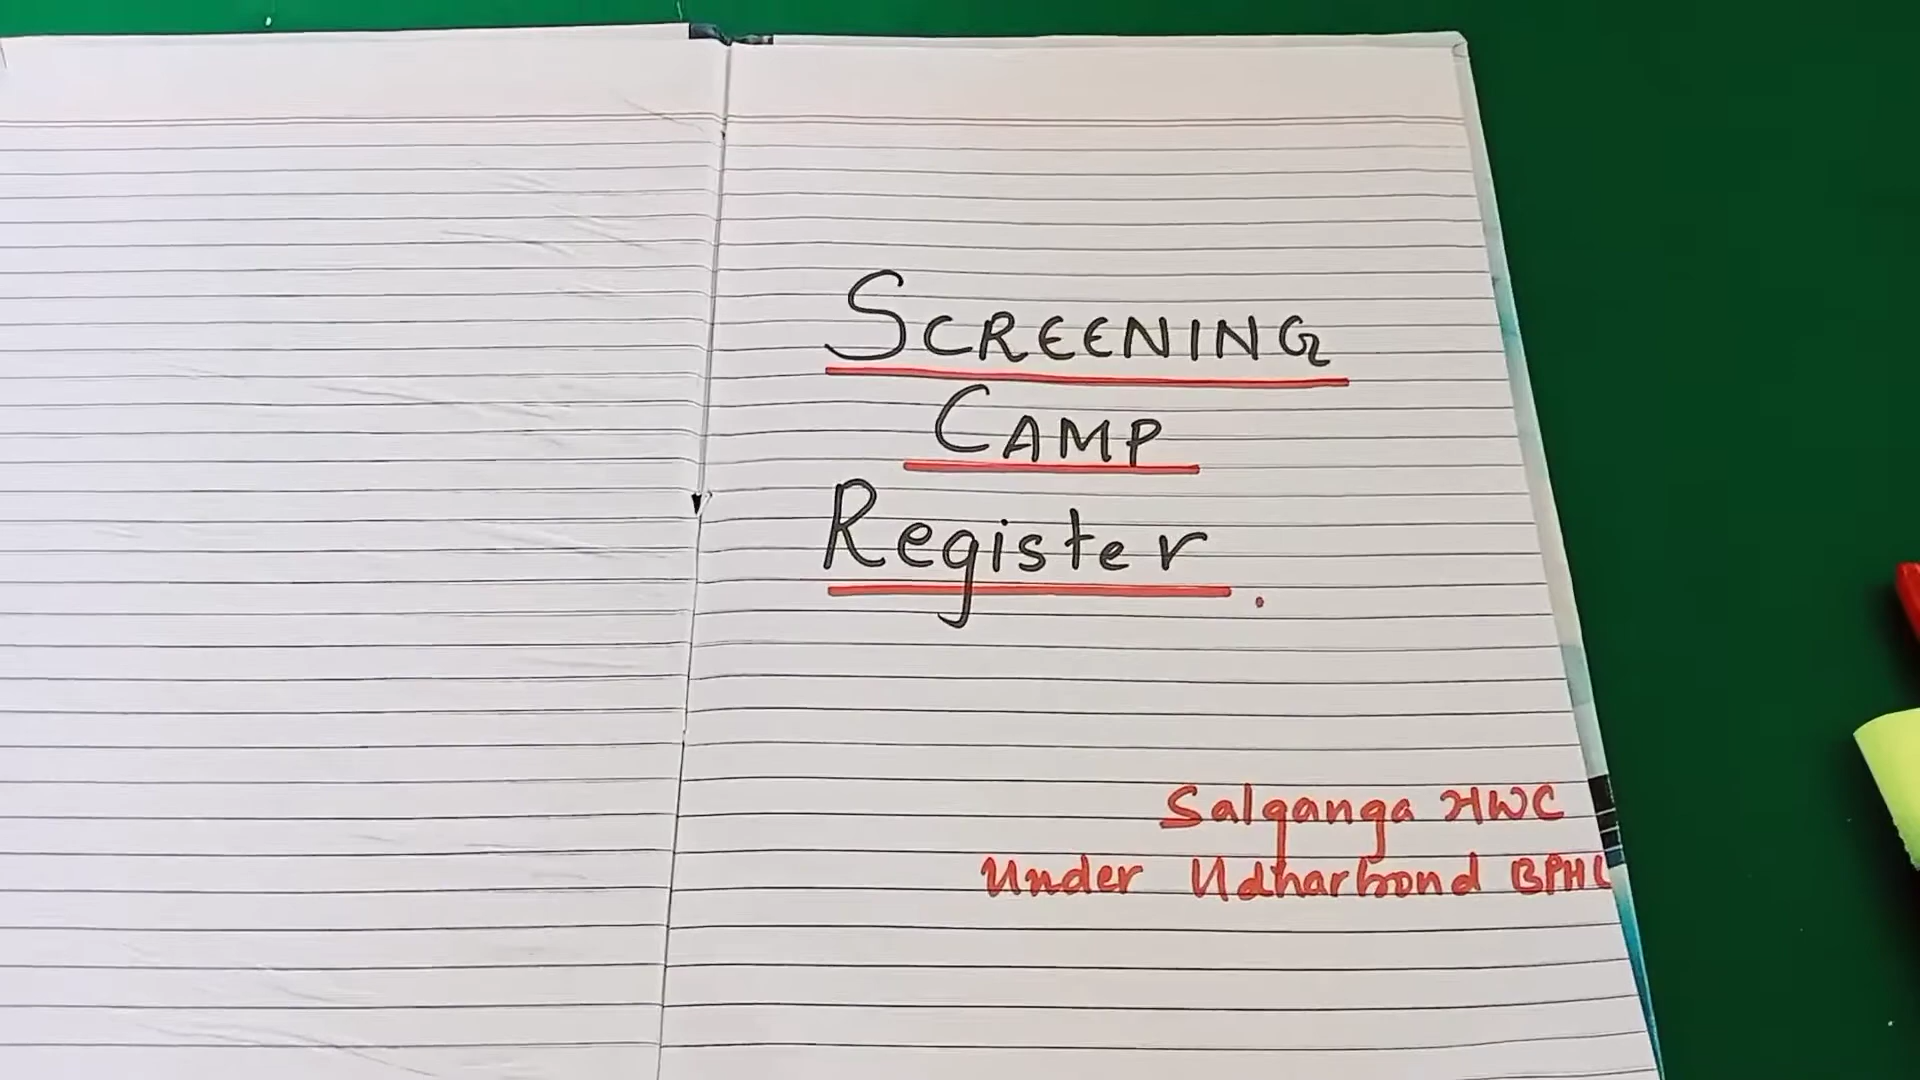 SCREENING
CAMP
Register.
Salganga HWC
Under Udharbond BPHC